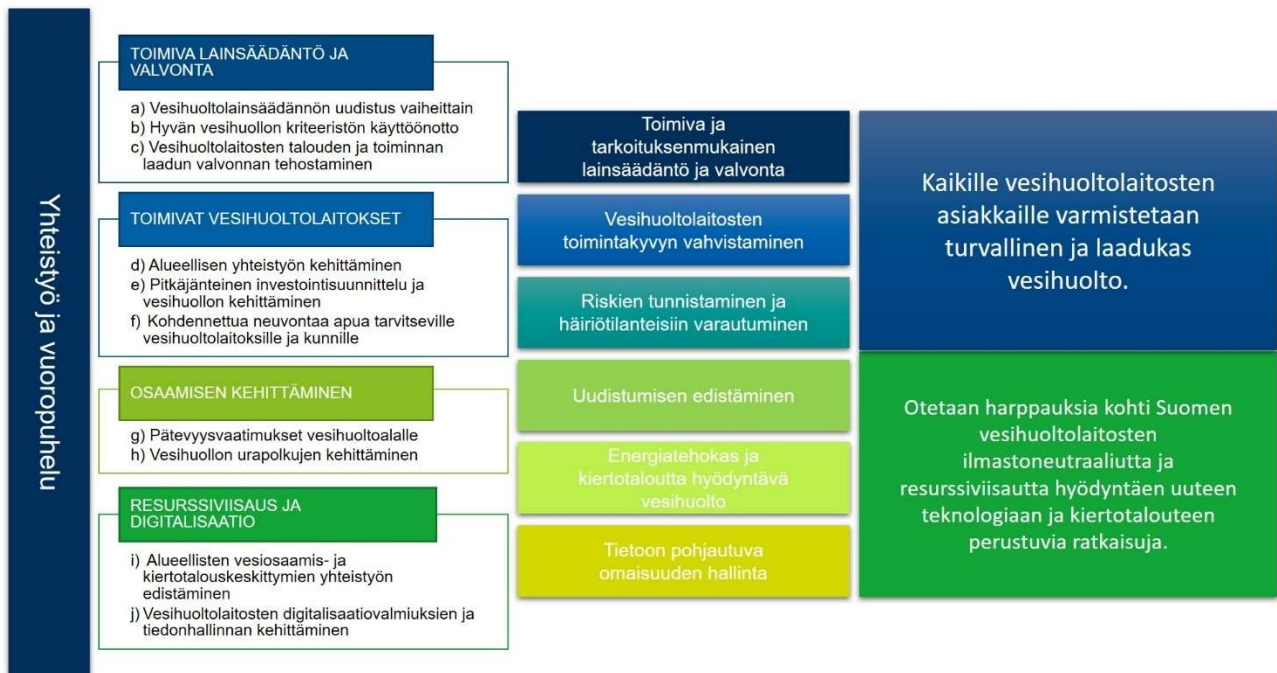 Yhteistyö ja vuoropuhelu
TOIMIVA LAINSÄÄDÄNTÖ JA
VALVONTA
a) Vesihuoltolainsäädännön uudistus vaiheittain
b) Hyvän vesihuollon kriteeristön käyttöönotto
c) Vesihuoltolaitosten talouden ja toiminnan
laadun valvonnan tehostaminen
TOIMIVAT VESIHUOLTOLAITOKSET
d) Alueellisen yhteistyön kehittäminen
e) Pitkäjänteinen investointisuunnittelu ja
vesihuollon kehittäminen
f) Kohdennettua neuvontaa apua tarvitseville
vesihuoltolaitoksille ja kunnille
OSAAMISEN KEHITTÄMINEN
g) Pätevyysvaatimukset vesihuoltoalalle
h) Vesihuollon urapolkujen kehittäminen
RESURSSIVIISAUS JA
DIGITALISAATIO
i) Alueellisten vesiosaamis- ja
kiertotalouskeskittymien yhteistyön
edistäminen
j) Vesihuoltolaitosten digitalisaatiovalmiuksien ja
tiedonhallinnan kehittäminen
Toimiva ja
tarkoituksenmukainen
lainsäädäntö ja valvonta
Vesihuoltolaitosten
toimintakyvyn vahvistaminen
Riskien tunnistaminen ja
häiriötilanteisiin varautuminen
Uudistumisen edistäminen
Energiatehokas ja
kiertotaloutta hyödyntävä
vesihuolto
Tietoon pohjautuva
omaisuuden hallinta
Kaikille vesihuoltolaitosten
asiakkaille varmistetaan
turvallinen ja laadukas
vesihuolto.
Otetaan harppauksia kohti Suomen
vesihuoltolaitosten
ilmastoneutraaliutta ja
resurssiviisautta hyödyntäen uuteen
teknologiaan ja kiertotalouteen
perustuvia ratkaisuja.